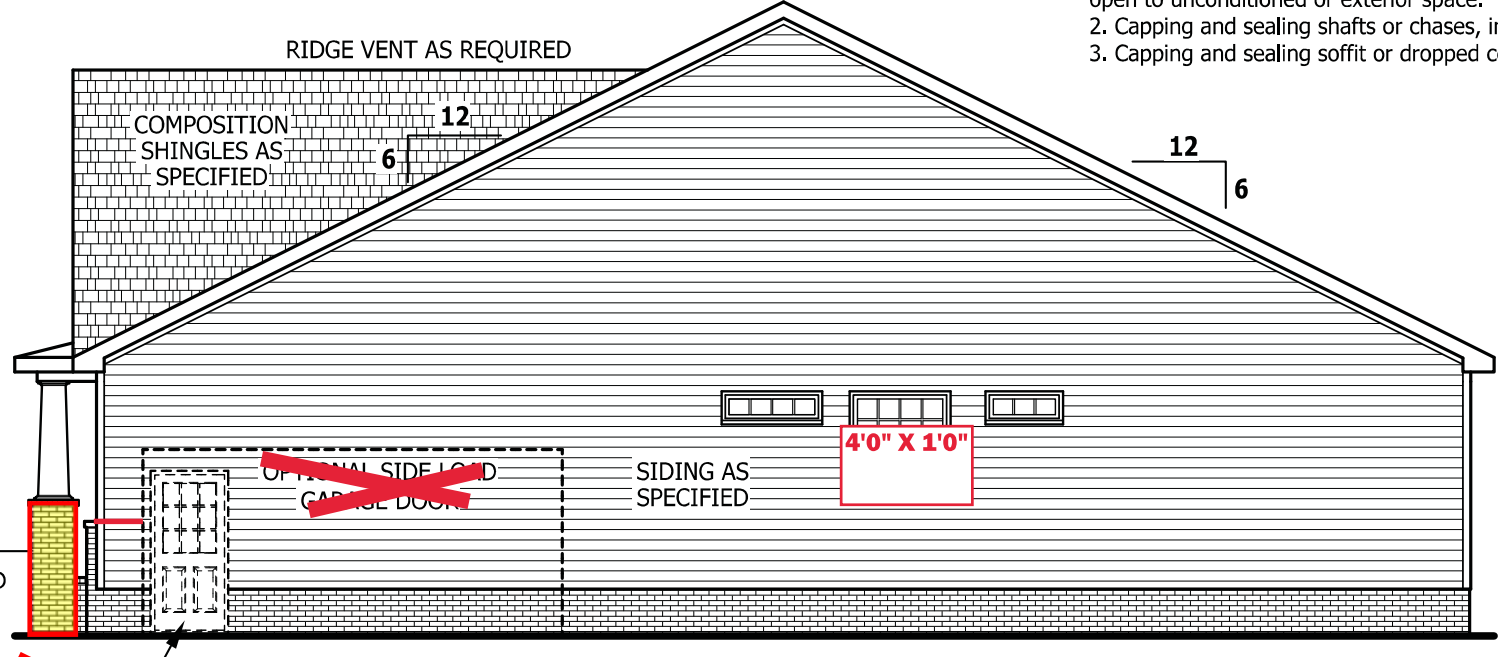 open to unconditioned or exterior space.
2. Capping and sealing shafts or chases, in
3. Capping and sealing soffit or dropped c
RIDGE VENT AS REQUIRED
COMPOSITION
SHINGLES AS
SPECIFIED
12
6
12
6
4'0" X 1'0"
OPTIONAL SIDE LOAD
GARAGE DOOR
SIDING AS
SPECIFIED